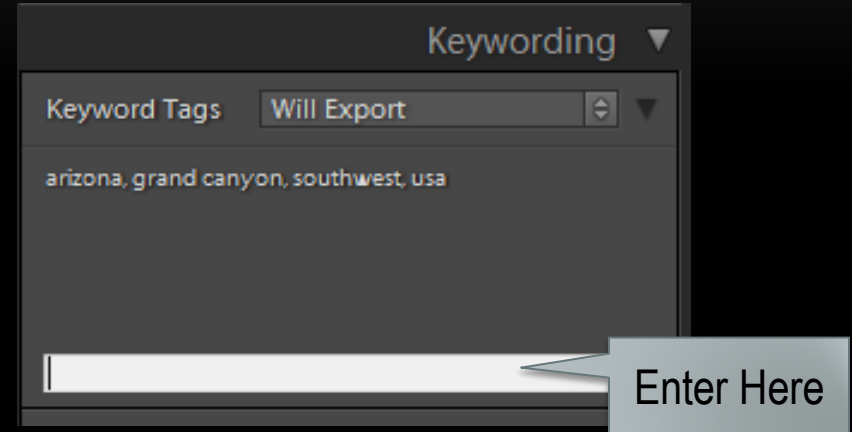 Keywording
Keyword Tags Will Export
arizona, grand canyon, southwest, usa
Enter Here